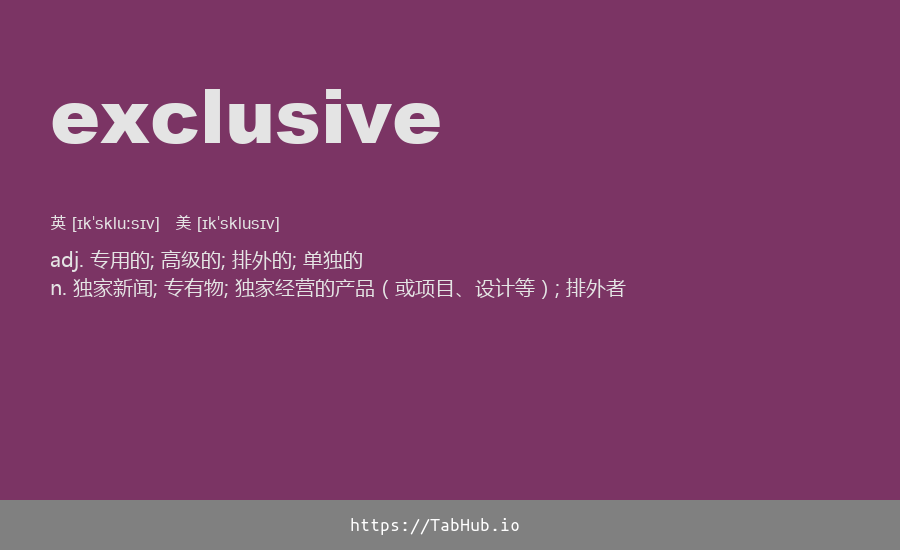 exclusive
英 [ɪkˈskluːsɪv] 美 [ɪkˈsklusɪv]
adj. 专用的; 高级的; 排外的; 单独的
n. 独家新闻; 专有物; 独家经营的产品 ( 或项目、设计等 ) ; 排外者
https://TabHub.io